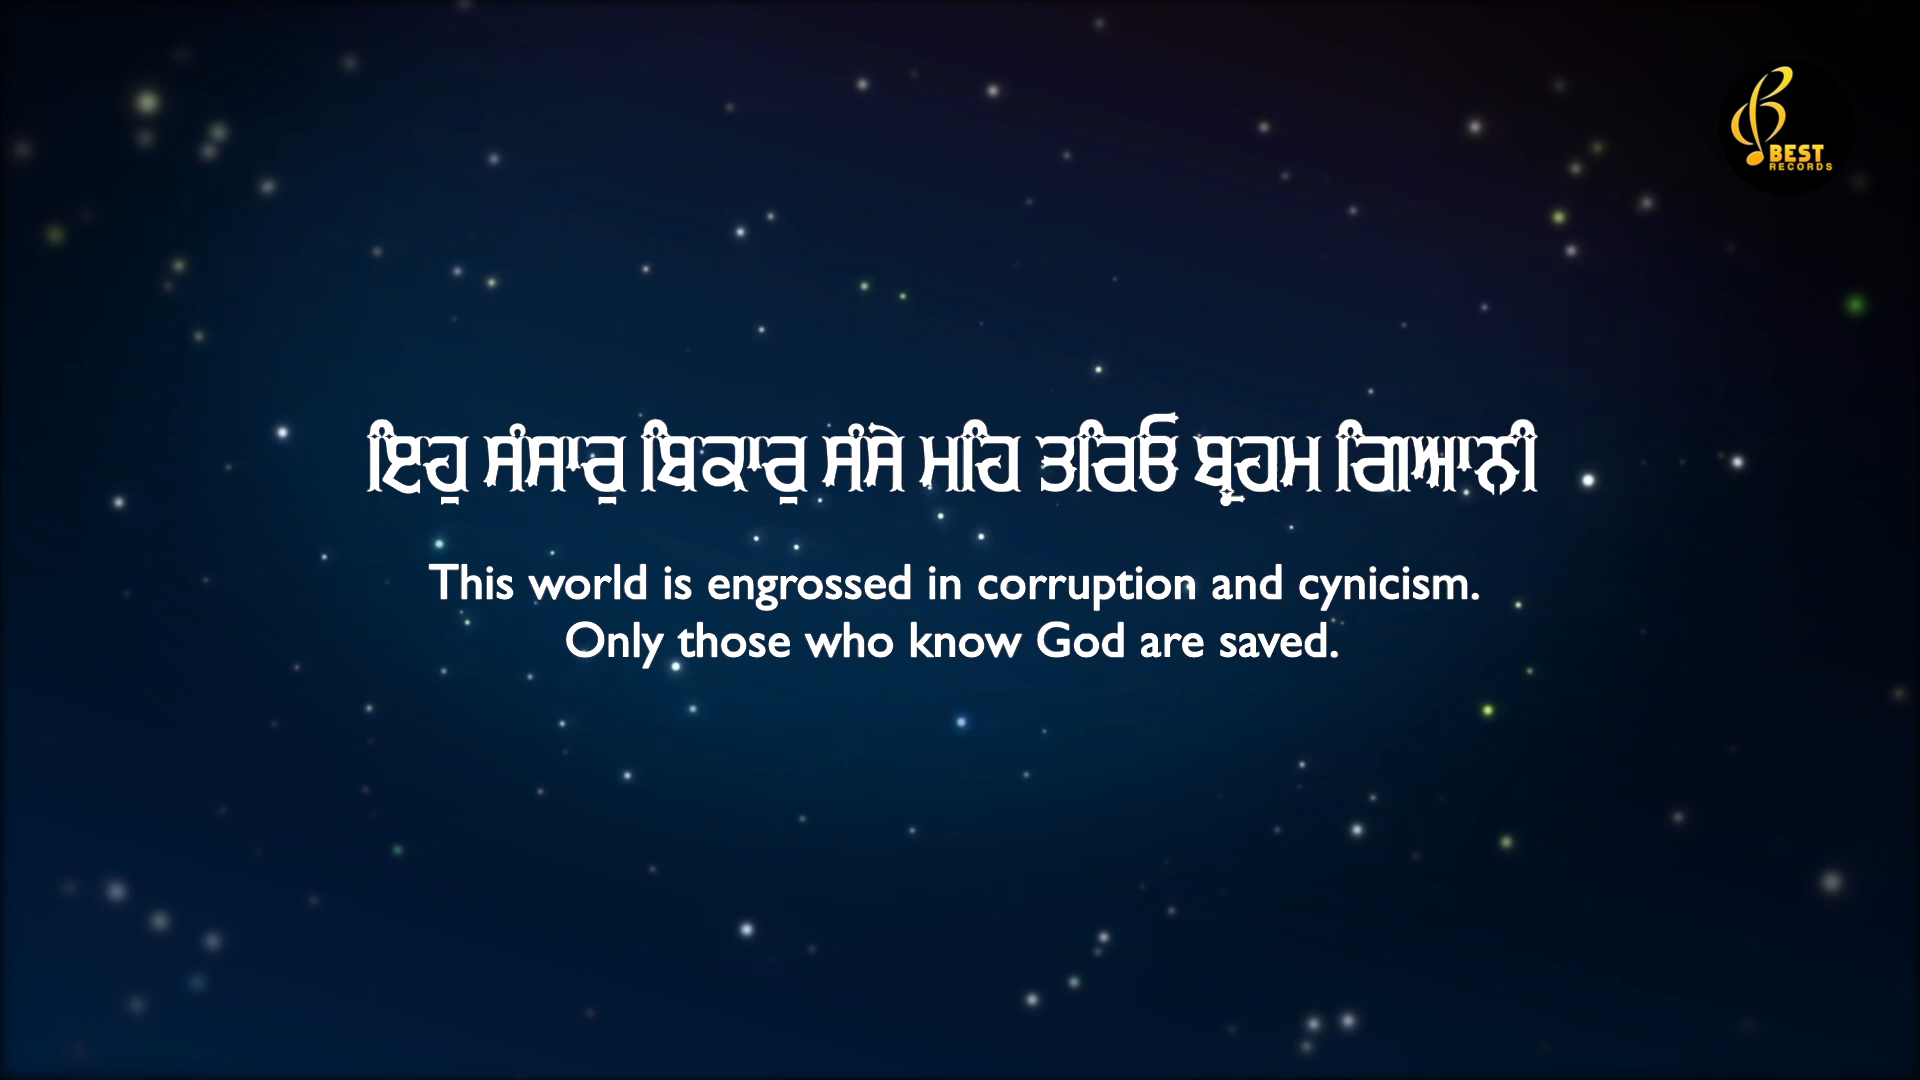 BEST
RECORDS
ਇਹੁ ਸੰਸਾਰੁ ਬਿਕਾਰੁ ਸੰਸੇ ਮਹਿ ਤਰਿਓ ਬ੍ਰਹਮ ਗਿਆਨੀ
This world is engrossed in corruption and cynicism.
Only those who know God are saved.